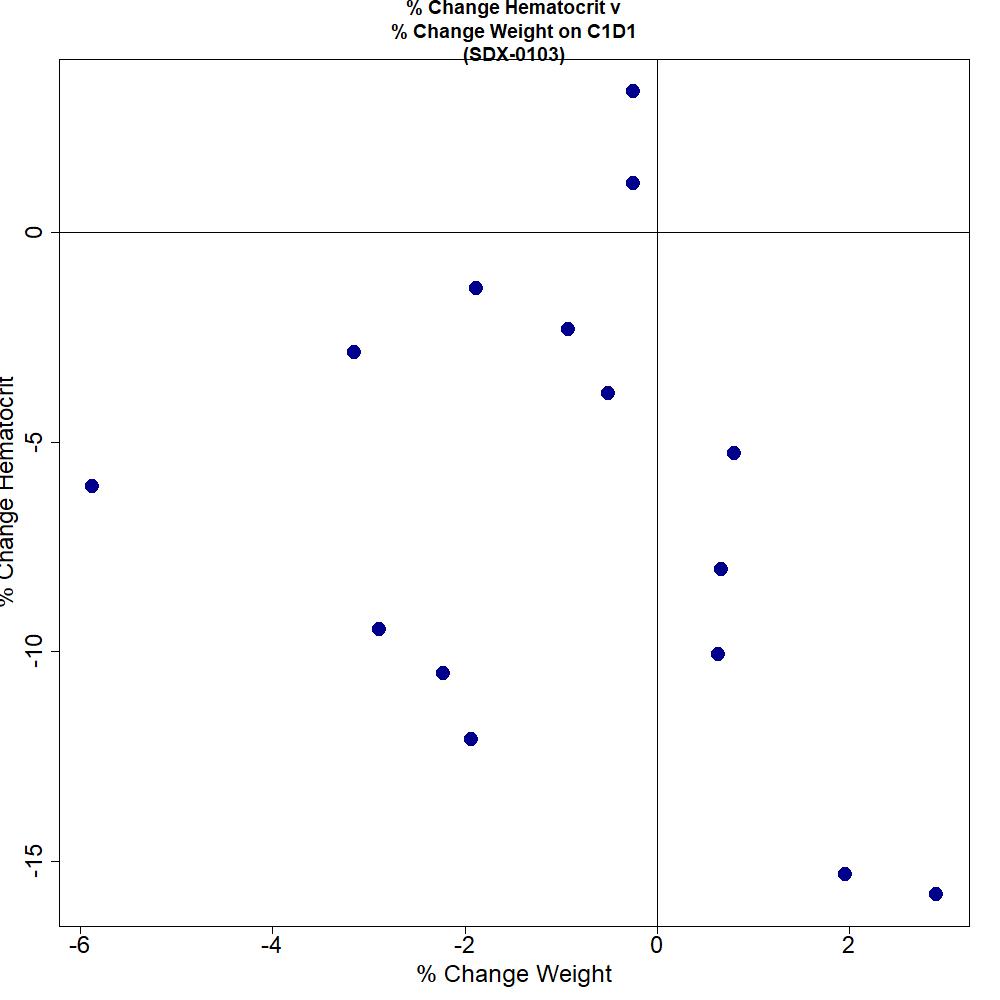 % Change Hematocrit v
% Change Weight on C1D1
(SDX-0103)
% Change Hematocrit
0
-5
-10
-15
-6
-4
-2
0
2
% Change Weight